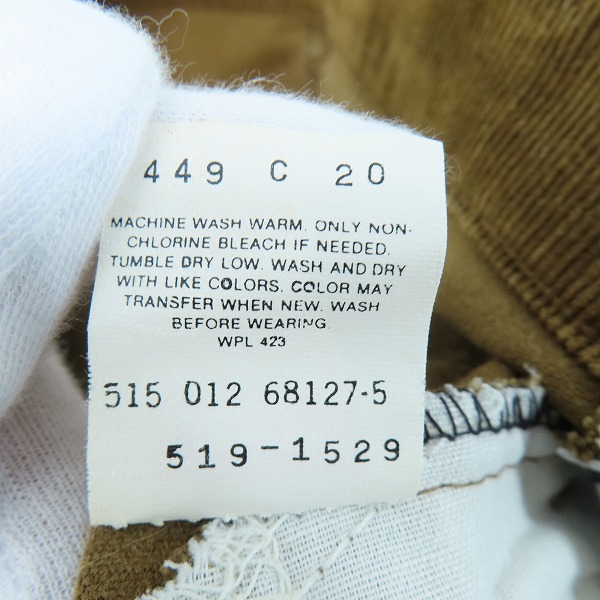 449 C 20
MACHINE WASH WARM. ONLY NON-
CHLORINE BLEACH IF NEEDED.
TUMBLE DRY LOW. WASH AND DRY
WITH LIKE COLORS. COLOR MAY
TRANSFER WHEN NEW. WASH
BEFORE WEARING.
WPL 423
515 012 68127-5
519-1529